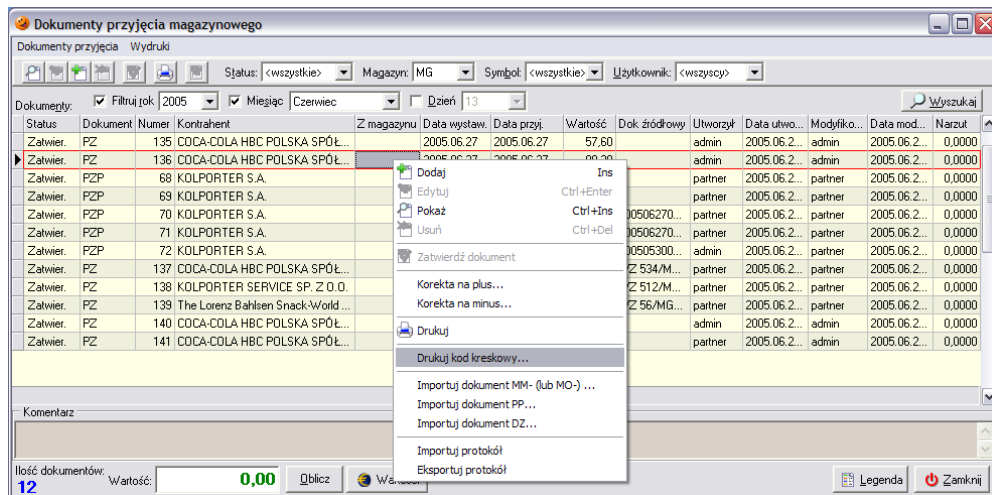 Dokumenty przyjęcia magazynowego
Dokumenty przyjęcia Wydruki
Status: <wszystkie> Magazyn: MG Symbol: <wszystkie> Użytkownik: <wszyscy>
Dokumenty: Filtruj rok 2005 Miesiąc Czerwiec Dzień 13 Wyszukaj
Status Dokument Numer Kontrahent Z magazynu Data wystaw. Data przyj. Wartość Dok źródłowy Utworzył Data utwo... Modyfiko... Data mod... Narzut
Zatwier. PZ 135 COCA-COLA HBC POLSKA SPÓŁ... 2005.06.27 2005.06.27 57,60 admin 2005.06.2... admin 2005.06.2... 0,0000
Zatwier. PZ 136 COCA-COLA HBC POLSKA SPÓŁ... 2005.06.27 2005.06.27 admin 2005.06.2... admin 2005.06.2... 0,0000
Zatwier. PZP 68 KOLPORTER S.A. partner 2005.06.2... partner 2005.06.2... 0,0000
Zatwier. PZP 69 KOLPORTER S.A. partner 2005.06.2... partner 2005.06.2... 0,0000
Zatwier. PZP 70 KOLPORTER S.A. 00506270... partner 2005.06.2... partner 2005.06.2... 0,0000
Zatwier. PZP 71 KOLPORTER S.A. 00506270... partner 2005.06.2... partner 2005.06.2... 0,0000
Zatwier. PZP 72 KOLPORTER S.A. 00505300... admin 2005.06.2... partner 2005.06.2... 0,0000
Zatwier. PZ 137 COCA-COLA HBC POLSKA SPÓŁ... Z 534/M... partner 2005.06.2... partner 2005.06.2... 0,0000
Zatwier. PZ 138 KOLPORTER SERVICE SP. Z O.O. Z 512/M... partner 2005.06.2... partner 2005.06.2... 0,0000
Zatwier. PZ 139 The Lorenz Bahlsen Snack-World ... Z 56/MG... partner 2005.06.2... partner 2005.06.2... 0,0000
Zatwier. PZ 140 COCA-COLA HBC POLSKA SPÓŁ... admin 2005.06.2... admin 2005.06.2... 0,0000
Zatwier. PZ 141 COCA-COLA HBC POLSKA SPÓŁ... partner 2005.06.2... admin 2005.06.2... 0,0000
Dodaj Ins
Edytuj Ctrl+Enter
Pokaż Ctrl+Ins
Usuń Ctrl+Del
Zatwierdź dokument
Korekta na plus...
Korekta na minus...
Drukuj
Drukuj kod kreskowy...
Importuj dokument MM- (lub MO-) ...
Importuj dokument PP...
Importuj dokument DZ...
Importuj protokół
Eksportuj protokół
Komentarz
Ilość dokumentów:
12 Wartość: 0,00 Oblicz Legenda Zamknij